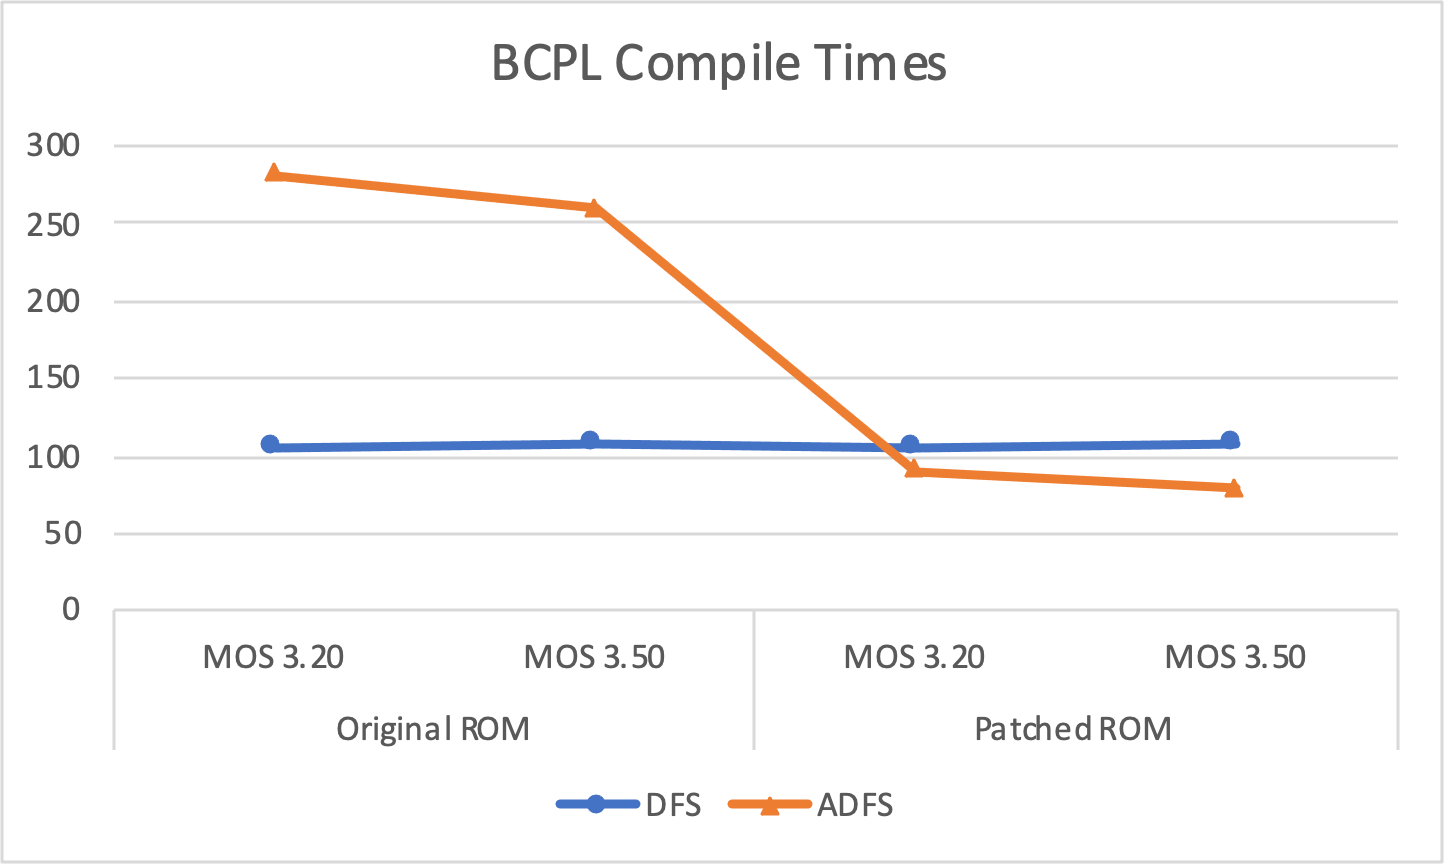 BCPL Compile Times
300
250
200
150
100
50
0
MOS 3.20 MOS 3.50 MOS 3.20 MOS 3.50
Original ROM Patched ROM
DFS ADFS